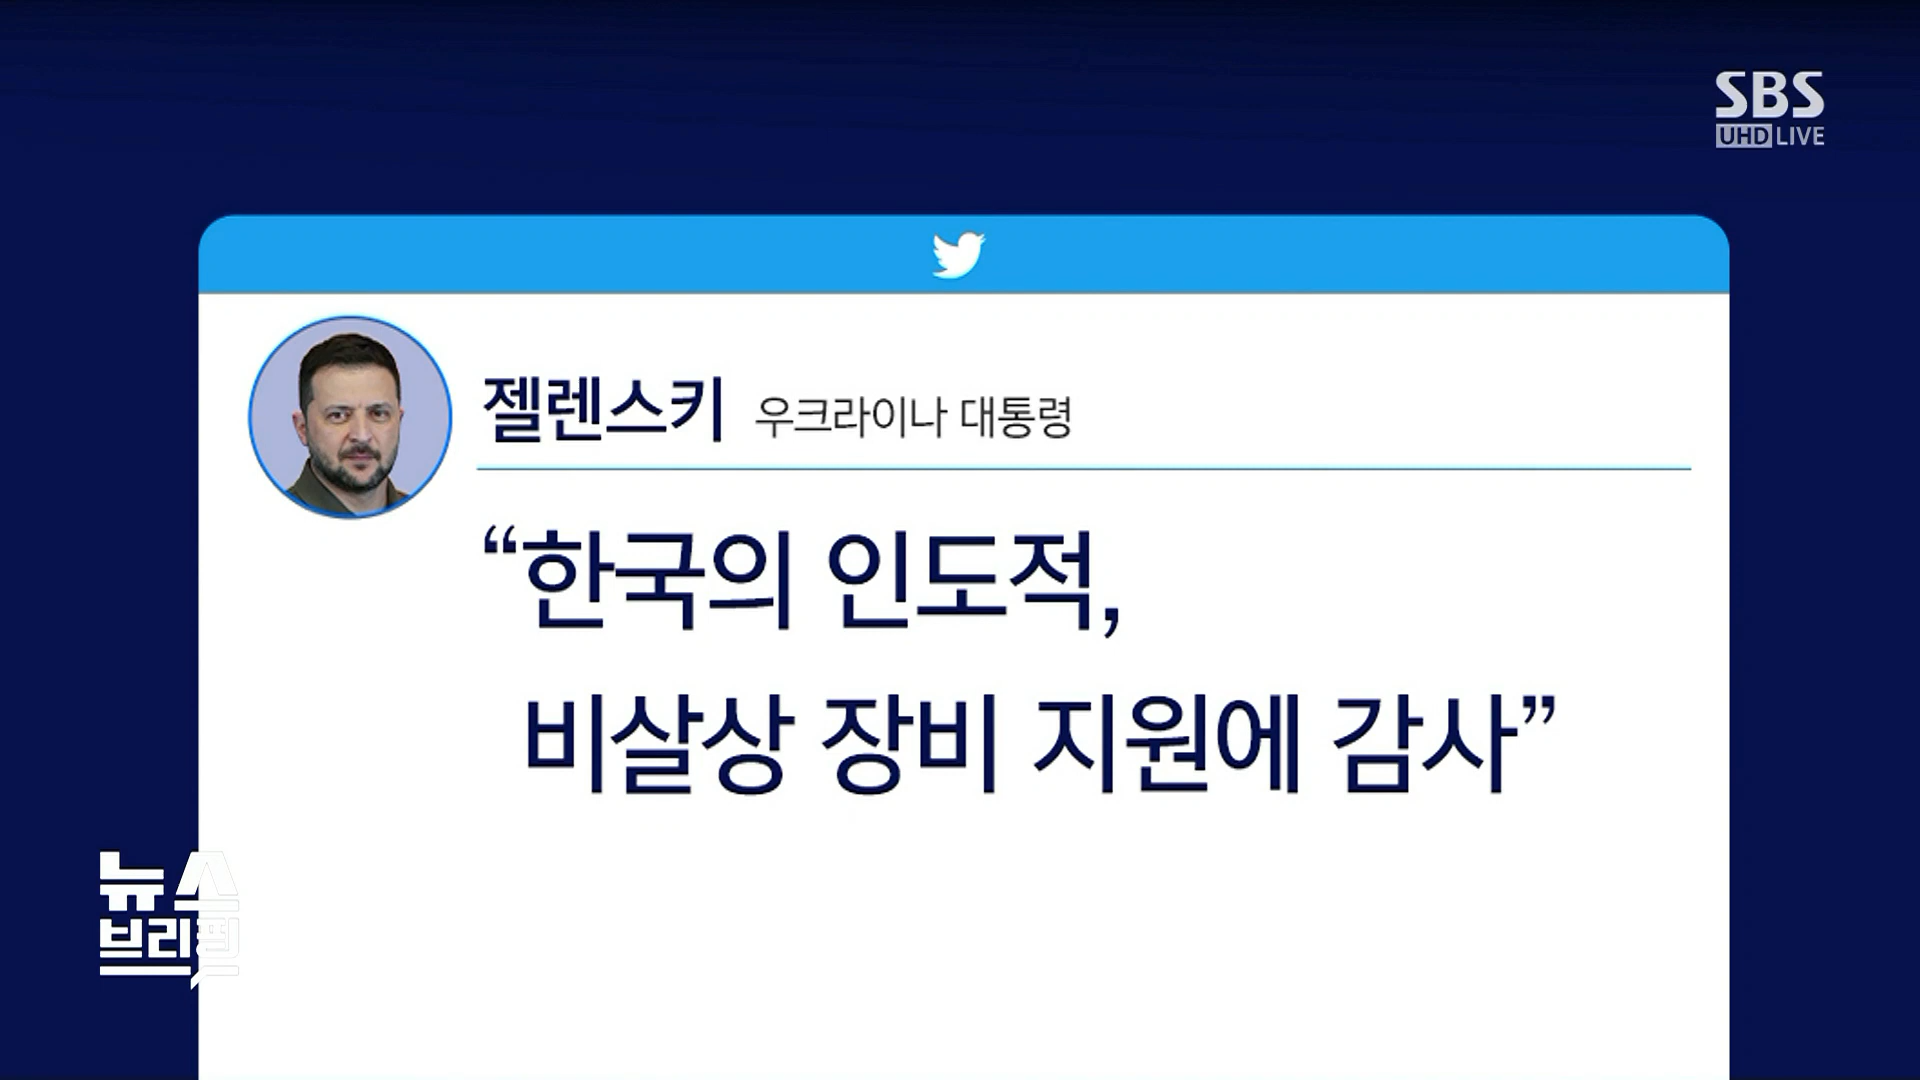 SBS
UHD LIVE
젤렌스키 우크라이나 대통령
“한국의 인도적,
비살상 장비 지원에 감사”
뉴스
브리핑